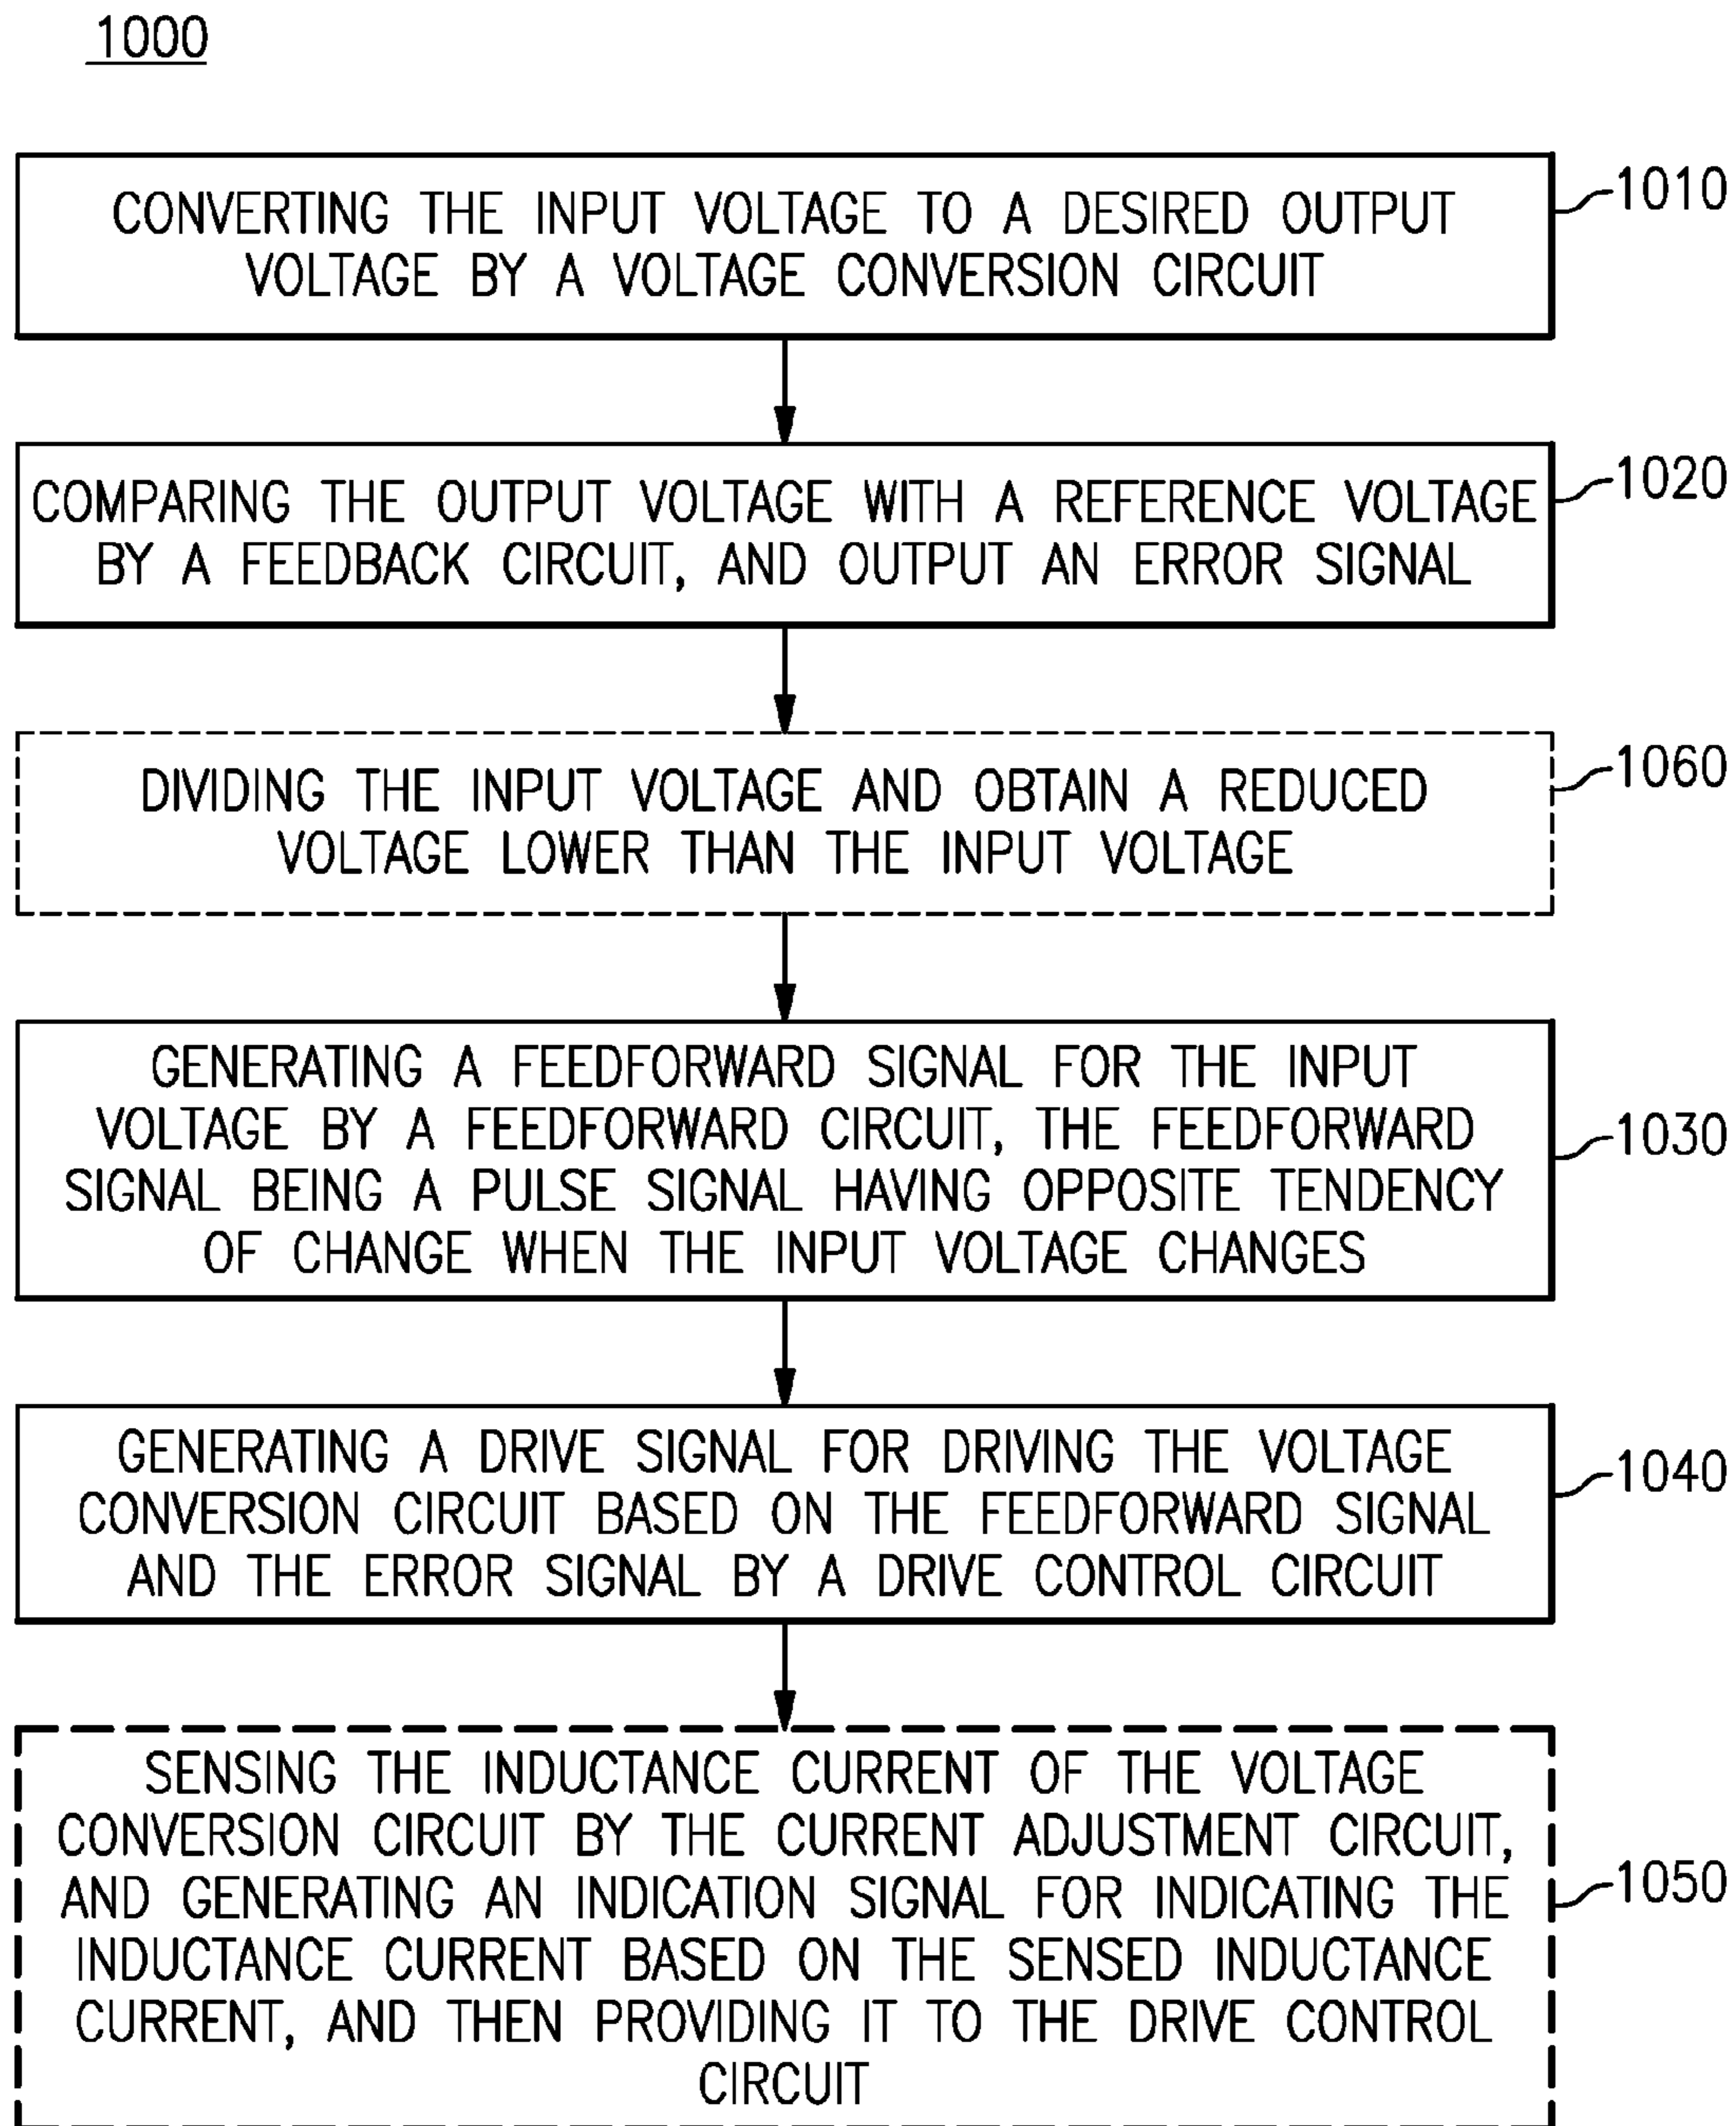 1000
CONVERTING THE INPUT VOLTAGE TO A DESIRED OUTPUT
VOLTAGE BY A VOLTAGE CONVERSION CIRCUIT
1010
COMPARING THE OUTPUT VOLTAGE WITH A REFERENCE VOLTAGE
BY A FEEDBACK CIRCUIT, AND OUTPUT AN ERROR SIGNAL
1020
DIVIDING THE INPUT VOLTAGE AND OBTAIN A REDUCED
VOLTAGE LOWER THAN THE INPUT VOLTAGE
1060
GENERATING A FEEDFORWARD SIGNAL FOR THE INPUT
VOLTAGE BY A FEEDFORWARD CIRCUIT, THE FEEDFORWARD
SIGNAL BEING A PULSE SIGNAL HAVING OPPOSITE TENDENCY
OF CHANGE WHEN THE INPUT VOLTAGE CHANGES
1030
GENERATING A DRIVE SIGNAL FOR DRIVING THE VOLTAGE
CONVERSION CIRCUIT BASED ON THE FEEDFORWARD SIGNAL
AND THE ERROR SIGNAL BY A DRIVE CONTROL CIRCUIT
1040
SENSING THE INDUCTANCE CURRENT OF THE VOLTAGE
CONVERSION CIRCUIT BY THE CURRENT ADJUSTMENT CIRCUIT,
AND GENERATING AN INDICATION SIGNAL FOR INDICATING THE
INDUCTANCE CURRENT BASED ON THE SENSED INDUCTANCE
CURRENT, AND THEN PROVIDING IT TO THE DRIVE CONTROL
CIRCUIT
1050